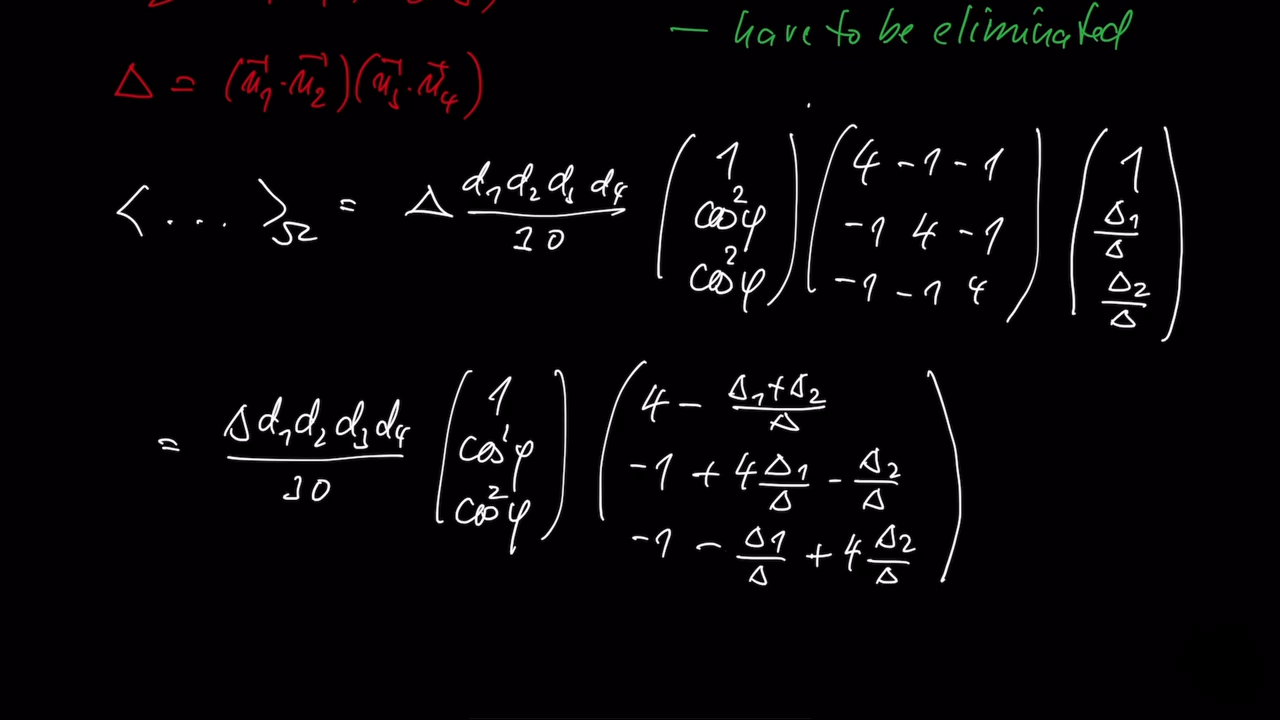 — have to be eliminated
Δ = (u⃗₁·u⃗₂)(u⃗₃·u⃗₄)
⟨...⟩_Ω = Δ d₁d₂d₃d₄ / 30 (1, cos²φ, cos²φ) (4 -1 -1; -1 4 -1; -1 -1 4) (1, Δ₁/Δ, Δ₂/Δ)
= Δ d₁d₂d₃d₄ / 30 (1, cos²φ, cos²φ) (4 - (Δ₁+Δ₂)/Δ, -1 + 4 Δ₁/Δ - Δ₂/Δ, -1 - Δ₁/Δ + 4 Δ₂/Δ)